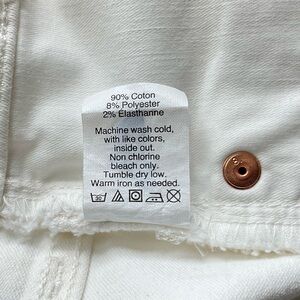 90% Coton
8% Polyester
2% Élasthanne
Machine wash cold,
with like colors,
inside out.
Non chlorine
bleach only.
Tumble dry low.
Warm iron as needed.